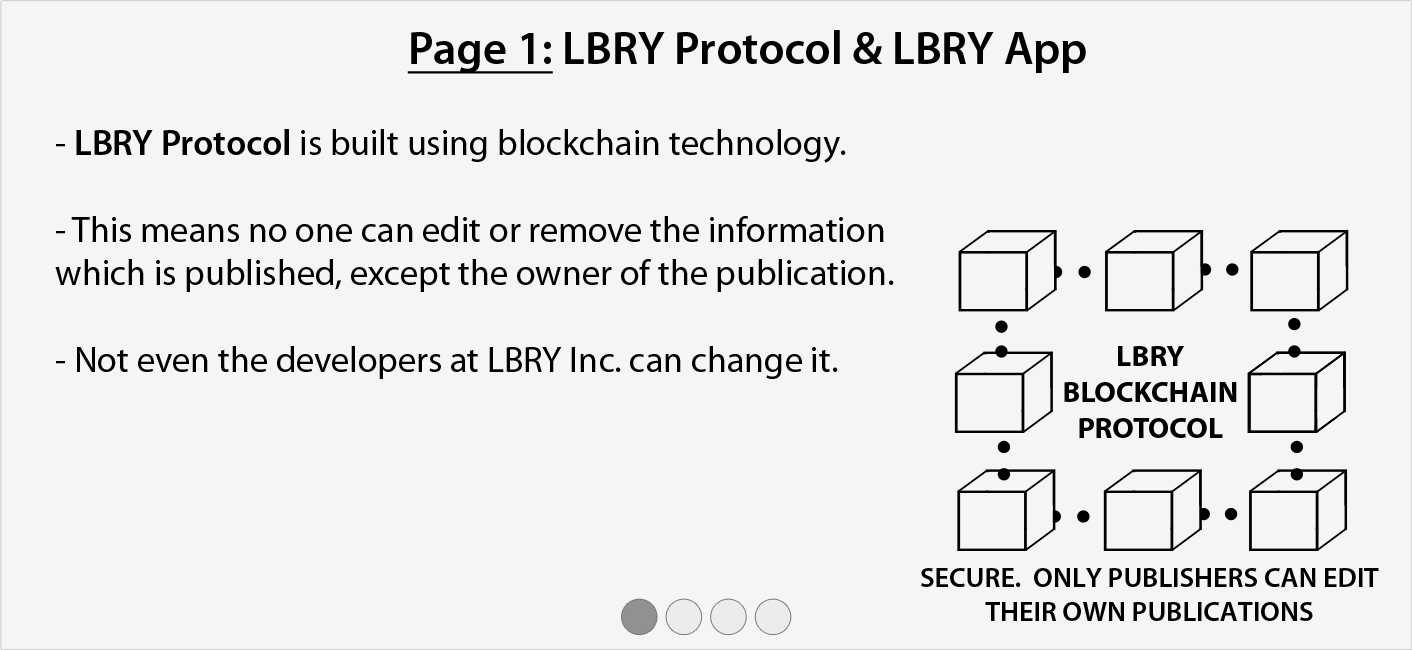 Page 1: LBRY Protocol & LBRY App
- LBRY Protocol is built using blockchain technology.
- This means no one can edit or remove the information
which is published, except the owner of the publication.
- Not even the developers at LBRY Inc. can change it.
LBRY
BLOCKCHAIN
PROTOCOL
SECURE.  ONLY PUBLISHERS CAN EDIT
THEIR OWN PUBLICATIONS